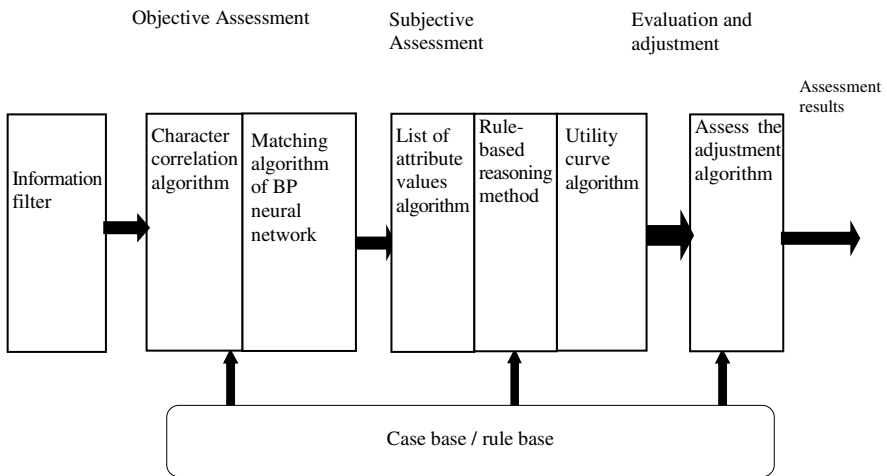 Objective Assessment
Subjective
Assessment
Evaluation and
adjustment
Assessment
results
Information
filter
Character
correlation
algorithm
Matching
algorithm
of BP
neural
network
List of
attribute
values
algorithm
Rule-
based
reasoning
method
Utility
curve
algorithm
Assess the
adjustment
algorithm
Case base / rule base